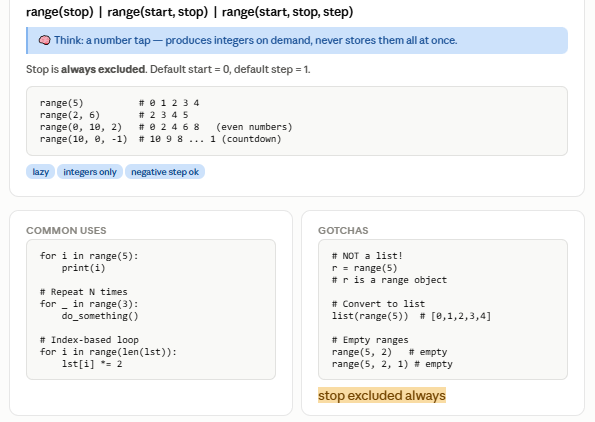 range(stop) | range(start, stop) | range(start, stop, step)
🧠 Think: a number tap — produces integers on demand, never stores them all at once.
Stop is always excluded. Default start = 0, default step = 1.
range(5)         # 0 1 2 3 4
range(2, 6)      # 2 3 4 5
range(0, 10, 2)  # 0 2 4 6 8   (even numbers)
range(10, 0, -1)  # 10 9 8 ... 1 (countdown)
lazy integers only negative step ok
COMMON USES
for i in range(5):
    print(i)

# Repeat N times
for _ in range(3):
    do_something()

# Index-based loop
for i in range(len(lst)):
    lst[i] *= 2
GOTCHAS
# NOT a list!
r = range(5)
# r is a range object

# Convert to list
list(range(5))  # [0,1,2,3,4]

# Empty ranges
range(5, 2)   # empty
range(5, 2, 1) # empty
stop excluded always